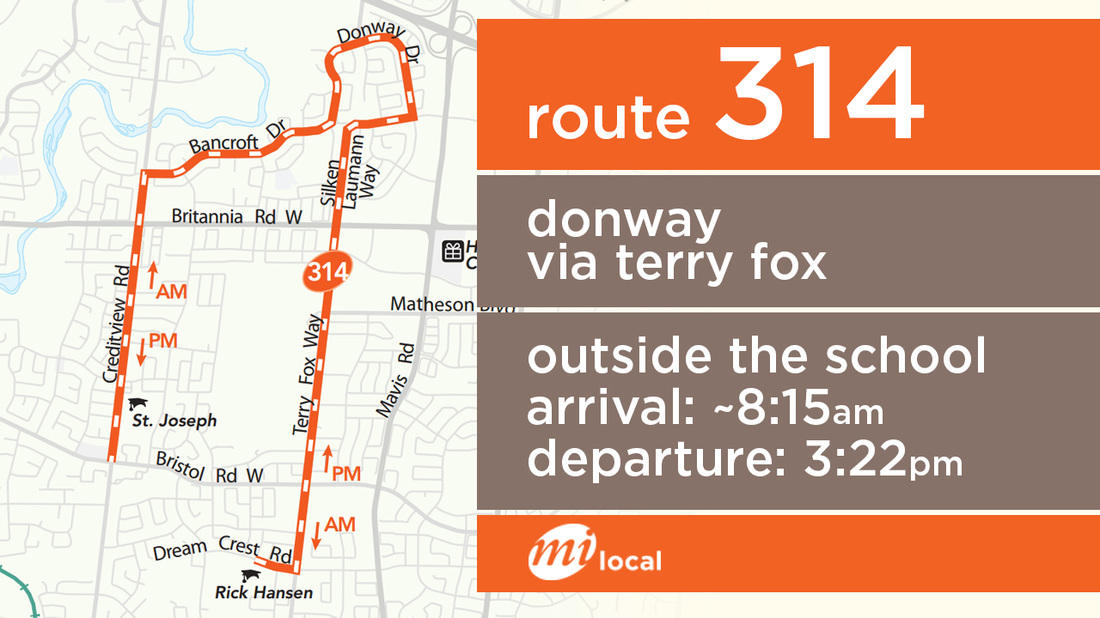 Donway Dr
Bancroft Dr
Silken
Laumann
Way
Britannia Rd W
314
H
C
Matheson Blvd
AM
PM
Creditview Rd
Terry Fox Way
Mavis Rd
St. Joseph
Bristol Rd W
PM
AM
Dream Crest Rd
Rick Hansen
route 314
donway
via terry fox
outside the school
arrival: ~8:15am
departure: 3:22pm
mi local